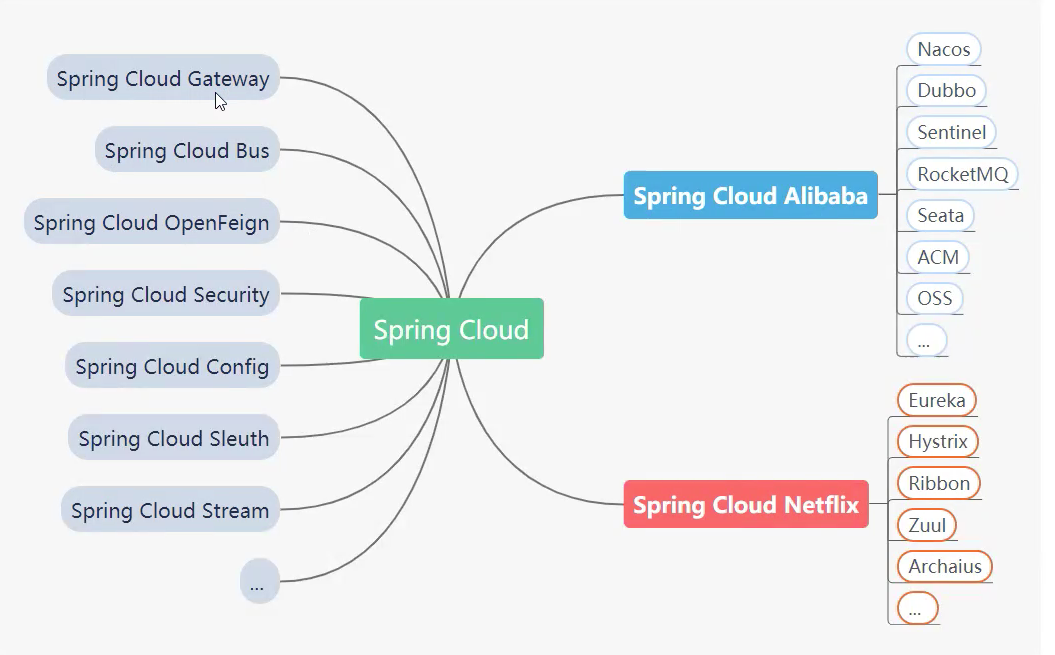 Spring Cloud Gateway
Spring Cloud Bus
Spring Cloud OpenFeign
Spring Cloud Security
Spring Cloud Config
Spring Cloud Sleuth
Spring Cloud Stream
...
Spring Cloud
Spring Cloud Alibaba
Nacos
Dubbo
Sentinel
RocketMQ
Seata
ACM
OSS
...
Spring Cloud Netflix
Eureka
Hystrix
Ribbon
Zuul
Archaius
...